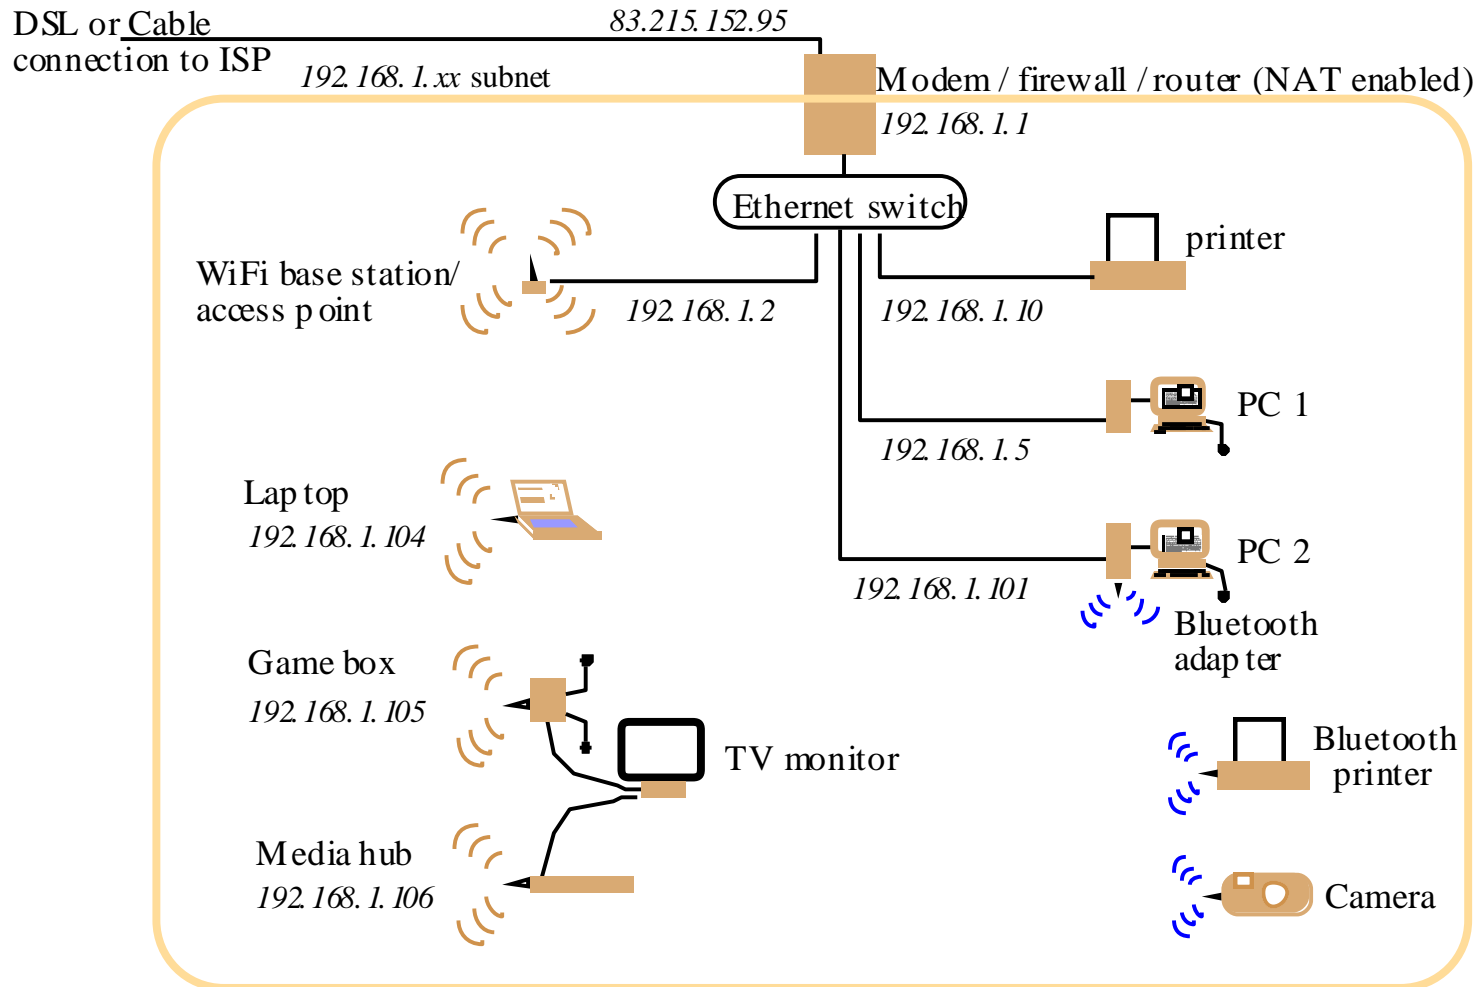 DSL or Cable
connection to ISP
83.215.152.95
192.168.1.xx subnet
Modem / firewall / router (NAT enabled)
192.168.1.1
Ethernet switch
printer
WiFi base station/
access point
192.168.1.2
192.168.1.10
PC 1
192.168.1.5
Laptop
192.168.1.104
PC 2
192.168.1.101
Bluetooth
adapter
Game box
192.168.1.105
TV monitor
Bluetooth
printer
Media hub
192.168.1.106
Camera